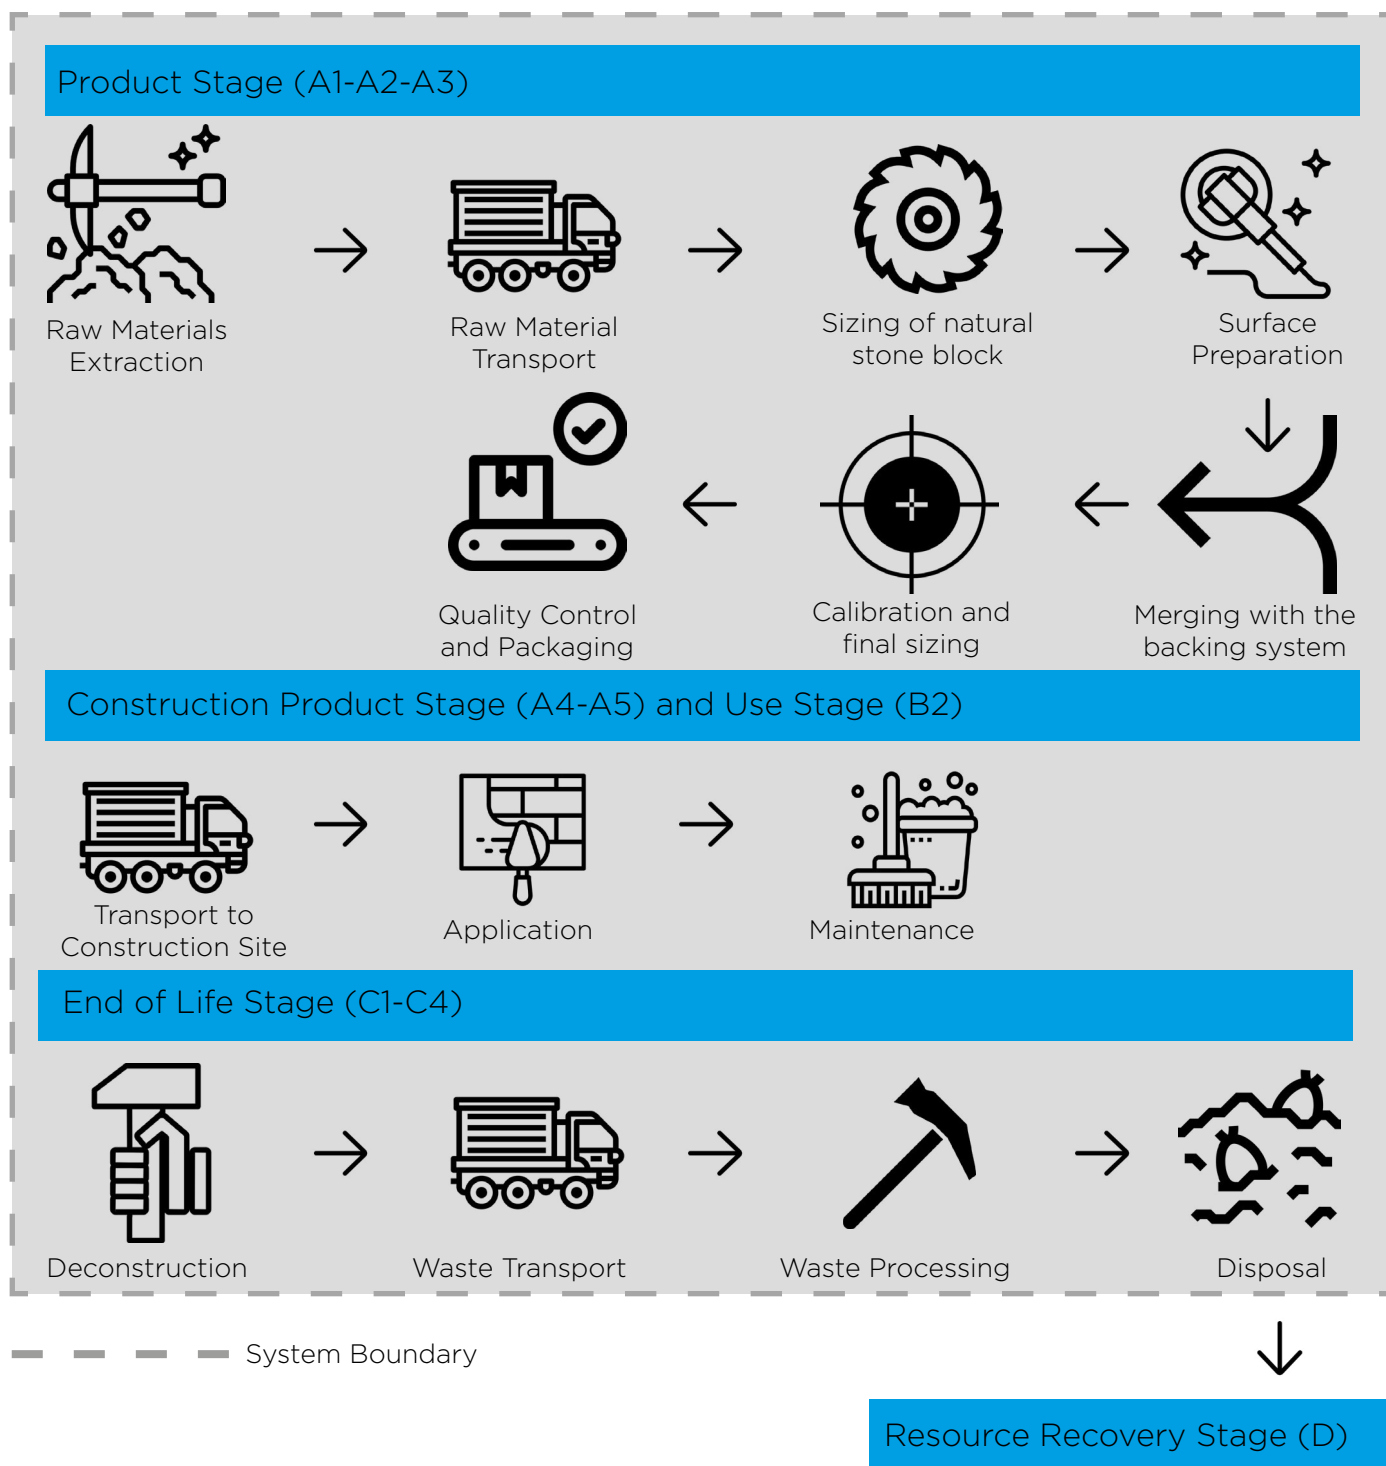 Product Stage (A1-A2-A3)
Raw Materials
Extraction
Raw Material
Transport
Sizing of natural
stone block
Surface
Preparation
Quality Control
and Packaging
Calibration and
final sizing
Merging with the
backing system
Construction Product Stage (A4-A5) and Use Stage (B2)
Transport to
Construction Site
Application
Maintenance
End of Life Stage (C1-C4)
Deconstruction
Waste Transport
Waste Processing
Disposal
System Boundary
Resource Recovery Stage (D)